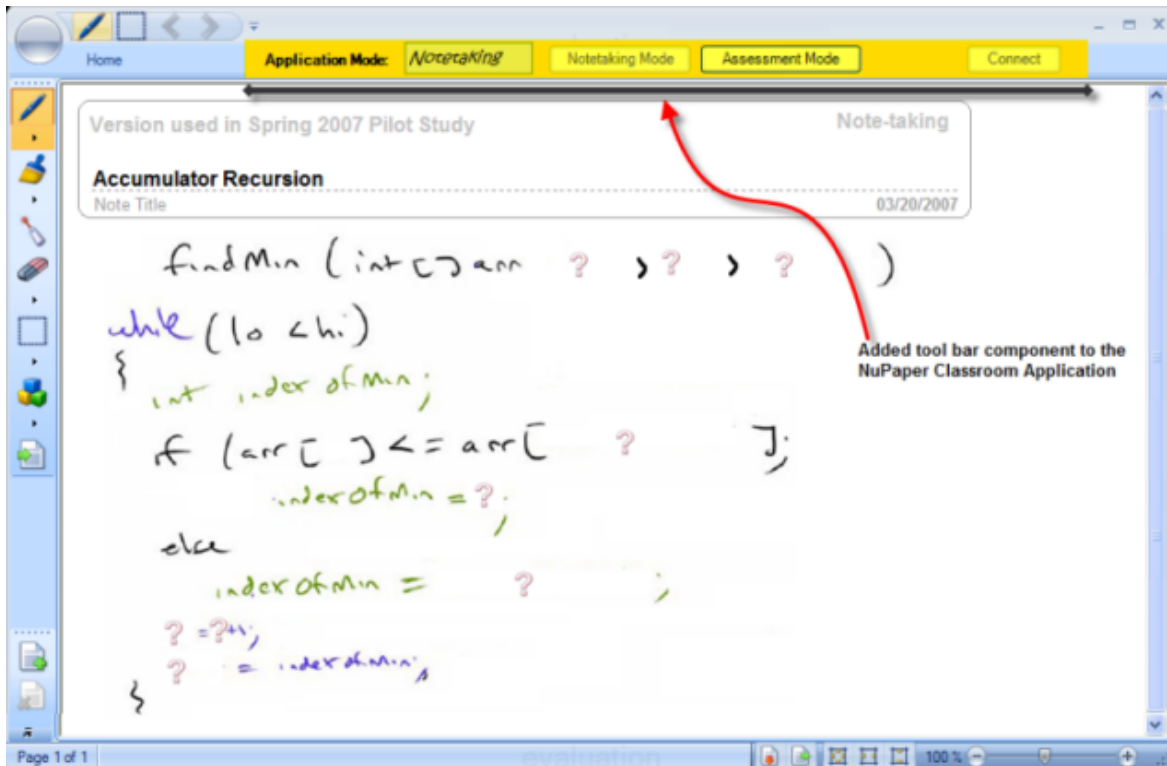 Home
Application Mode: Notetaking Notetaking Mode Assessment Mode Connect
Version used in Spring 2007 Pilot Study Note-taking
Accumulator Recursion
Note Title 03/20/2007
findMin (int[] arr ? , ? , ? )
while (lo < hi)
{
int indexofMin;
if (arr[ ] <= arr[ ? ];
indexOfMin = ?;
else
indexOfMin = ? ;
? = ?+1;
? = indexofMin;
}
Added tool bar component to the
NuPaper Classroom Application
Page 1 of 1 evaluation 100 %